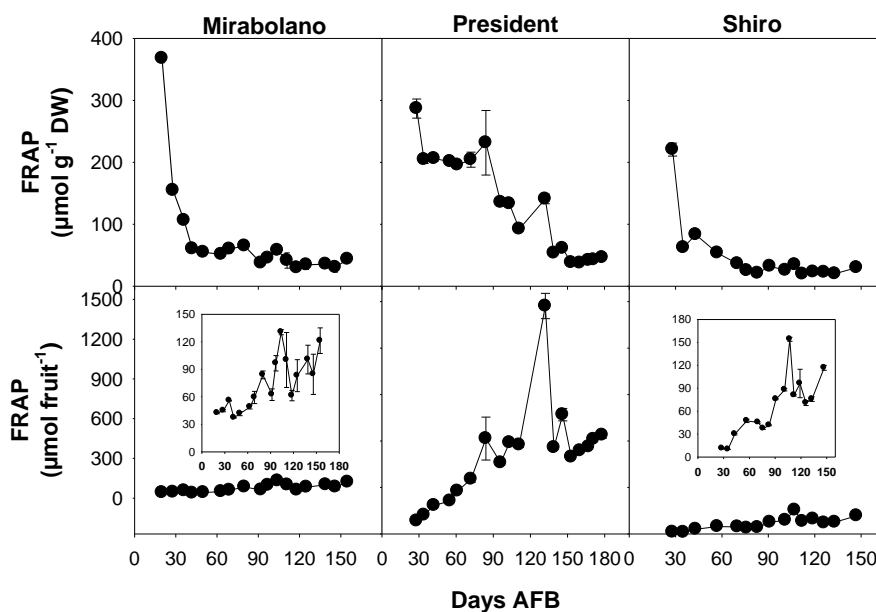 Mirabolano President Shiro
400
300
200
100
0
FRAP
(µmol g-1 DW)
1500
1200
900
600
300
0
FRAP
(µmol fruit-1)
150
120
90
60
30
0
0 30 60 90 120 150 180
180
150
120
90
60
30
0
0 30 60 90 120 150
0 30 60 90 120 150 0 30 60 90 120 150 180 0 30 60 90 120 150
Days AFB